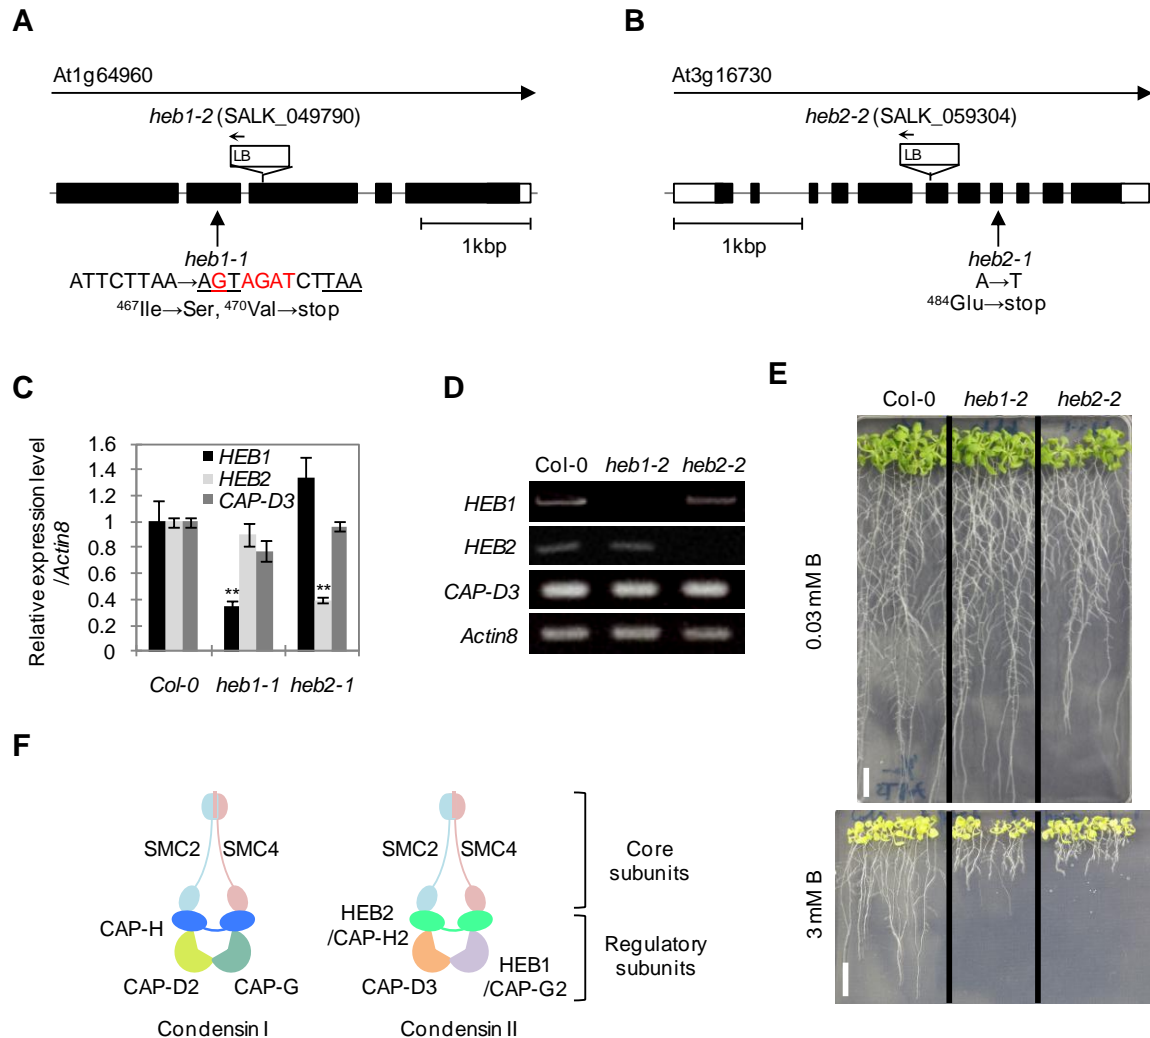 A
B
At1g64960
At3g16730
heb1-2 (SALK_049790)
heb2-2 (SALK_059304)
LB
LB
1kbp
1kbp
heb1-1
heb2-1
ATTCTTAA→AGTAGATCTTAA
A→T
467Ile→Ser, 470Val→stop
484Glu→stop
C
D
E
Relative expression level
/Actin8
1.6
1.4
1.2
1
0.8
0.6
0.4
0.2
0
HEB1
HEB2
CAP-D3
**
**
Col-0 heb1-1 heb2-1
Col-0 heb1-2 heb2-2
HEB1
HEB2
CAP-D3
Actin8
Col-0 heb1-2 heb2-2
0.03 mM B
3 mM B
F
SMC2 SMC4
CAP-H
CAP-D2 CAP-G
Condensin I
SMC2 SMC4
HEB2
/CAP-H2
CAP-D3
HEB1
/CAP-G2
Condensin II
Core
subunits
Regulatory
subunits